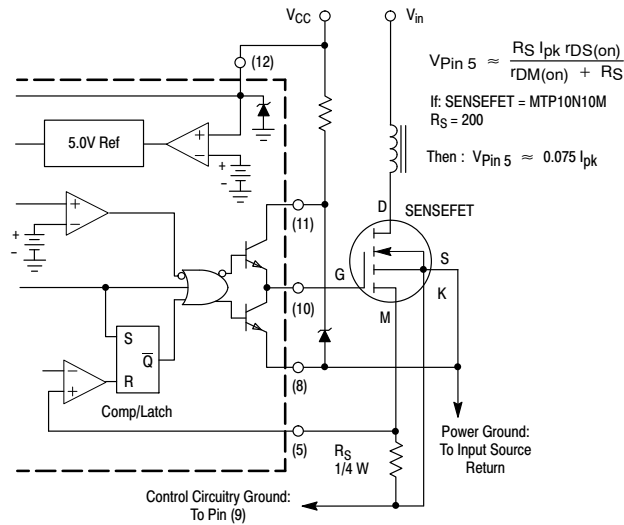 VCC
Vin
(12)
VPin 5 ≈ RS Ipk rDS(on)
rDM(on) + RS
If: SENSEFET = MTP10N10M
RS = 200
Then : VPin 5 ≈ 0.075 Ipk
5.0V Ref
+
−
+
−
+
−
+
−
D
SENSEFET
(11)
G
S
K
(10)
M
S
Q
R
(8)
−
+
Comp/Latch
(5)
Power Ground:
To Input Source
Return
RS
1/4 W
Control Circuitry Ground:
To Pin (9)